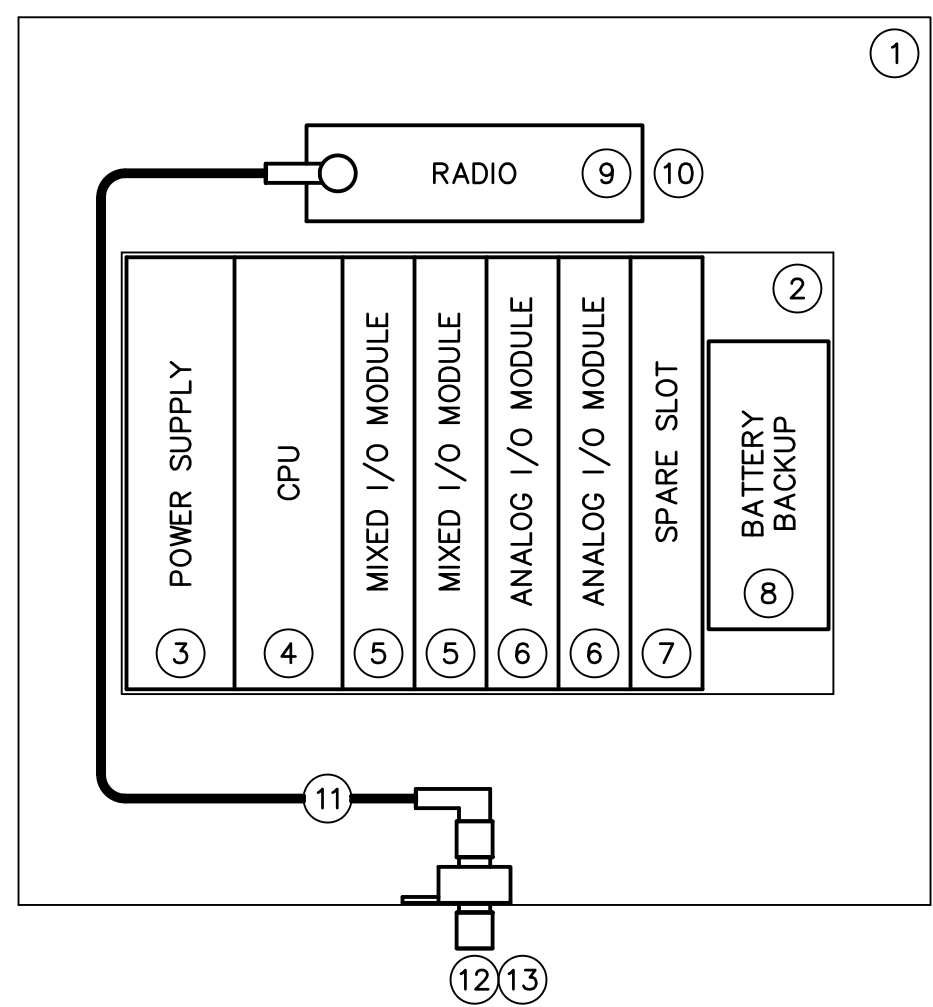 1
RADIO
9
10
2
POWER SUPPLY
3
CPU
4
MIXED I/O MODULE
5
MIXED I/O MODULE
5
ANALOG I/O MODULE
6
ANALOG I/O MODULE
6
SPARE SLOT
7
BATTERY
BACKUP
8
11
12
13